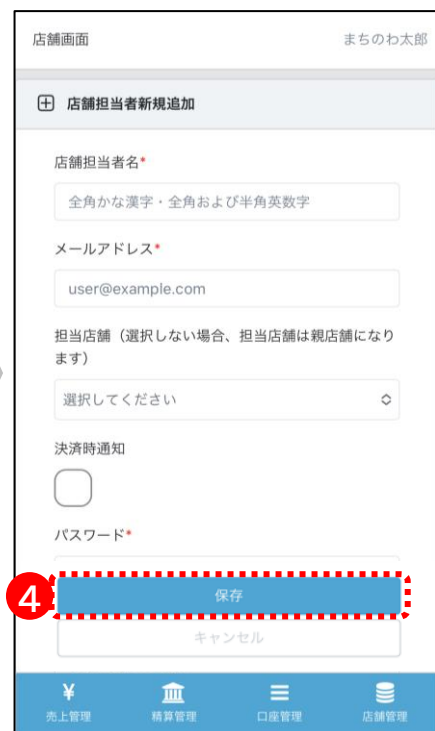 店舗画面 まちのわ太郎
店舗担当者新規追加
店舗担当者名*
全角かな漢字・全角および半角英数字
メールアドレス*
user@example.com
担当店舗（選択しない場合、担当店舗は親店舗になり
ます）
選択してください
決済時通知
パスワード*
4 保存
キャンセル
¥
売上管理 精算管理 口座管理 店舗管理